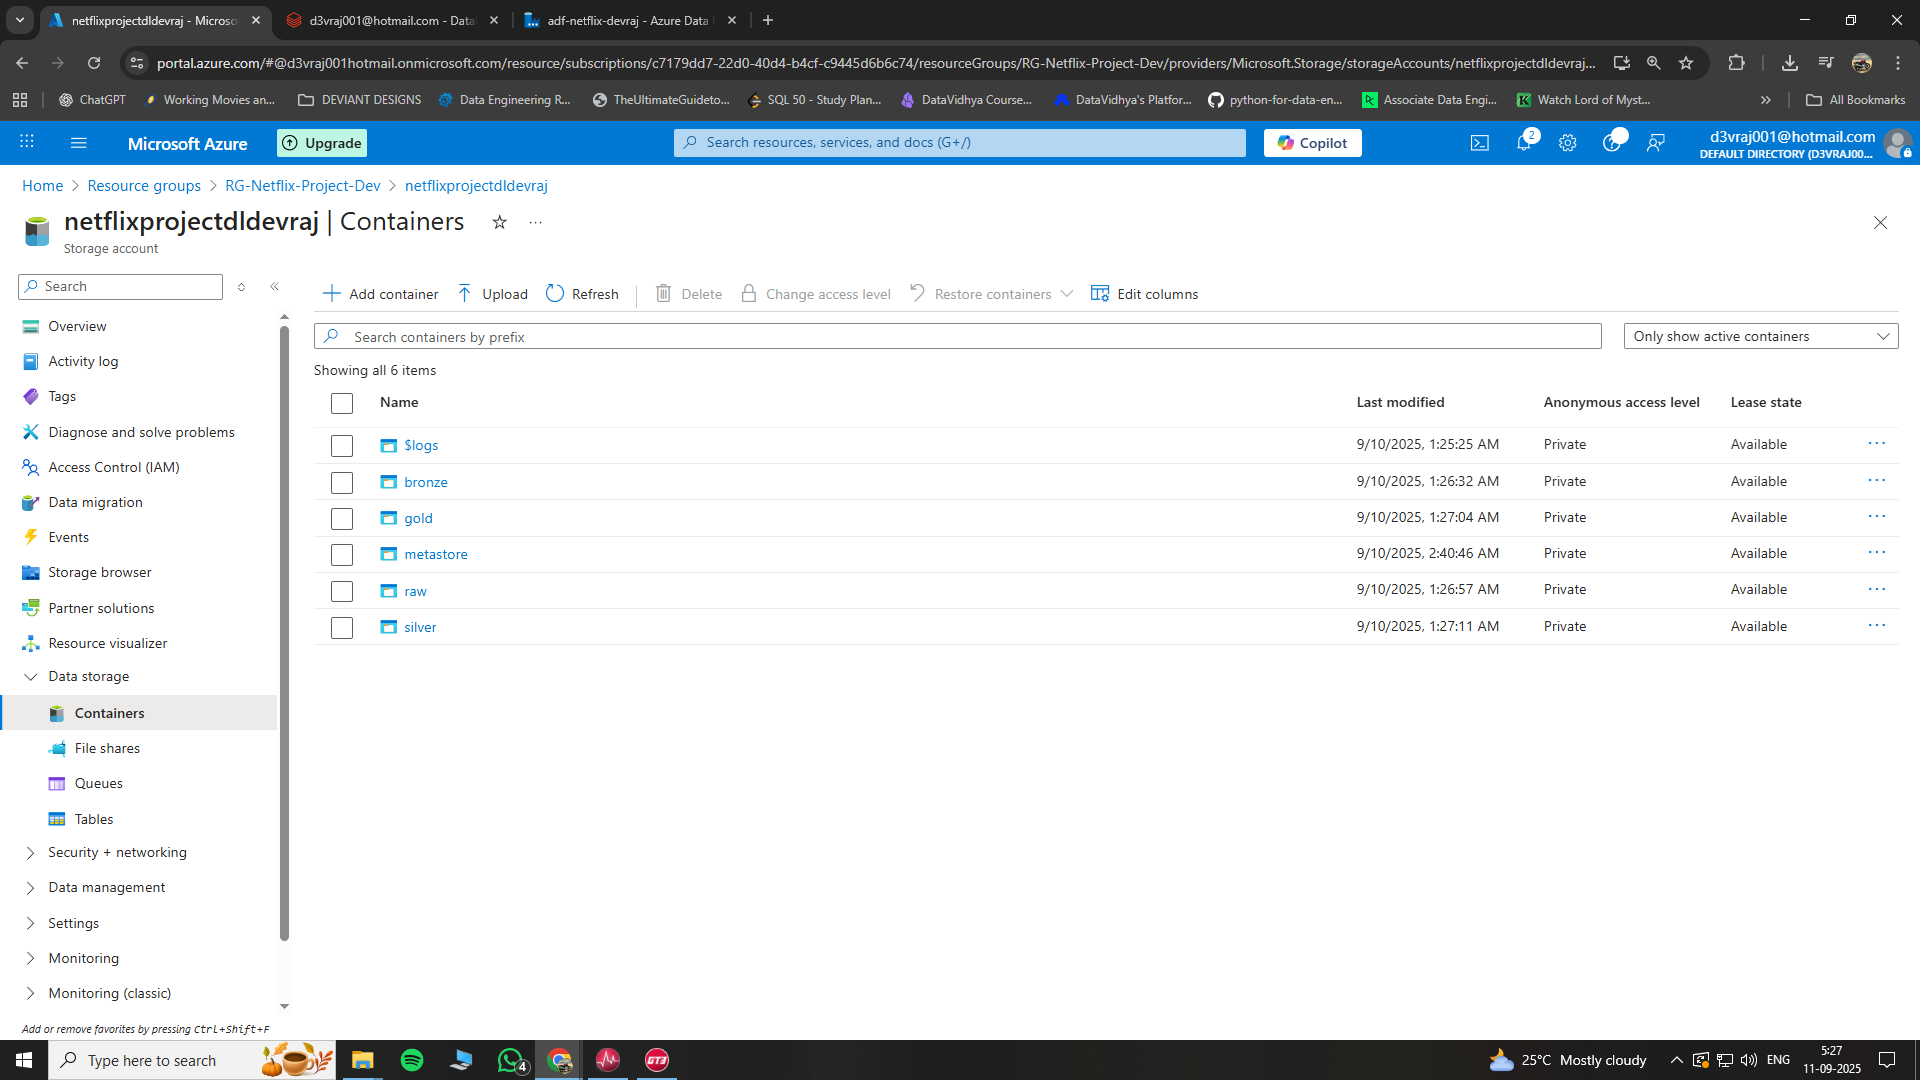 netflixprojectdldevraj - Microso
d3vraj001@hotmail.com - Data
adf-netflix-devraj - Azure Data
portal.azure.com/#@d3vraj001hotmail.onmicrosoft.com/resource/subscriptions/c7179dd7-22d0-40d4-b4cf-c9445d6b6c74/resourceGroups/RG-Netflix-Project-Dev/providers/Microsoft.Storage/storageAccounts/netflixprojectdldevraj...
ChatGPT
Working Movies an...
DEVIANT DESIGNS
Data Engineering R...
TheUltimateGuideto...
SQL 50 - Study Plan...
DataVidhya Course...
DataVidhya's Platfor...
python-for-data-en...
Associate Data Engi...
Watch Lord of Myst...
All Bookmarks
Microsoft Azure
Upgrade
Search resources, services, and docs (G+/)
Copilot
2
d3vraj001@hotmail.com
DEFAULT DIRECTORY (D3VRAJ00...
Home > Resource groups > RG-Netflix-Project-Dev > netflixprojectdldevraj
netflixprojectdldevraj | Containers
Storage account
Search
Overview
Activity log
Tags
Diagnose and solve problems
Access Control (IAM)
Data migration
Events
Storage browser
Partner solutions
Resource visualizer
Data storage
Containers
File shares
Queues
Tables
Security + networking
Data management
Settings
Monitoring
Monitoring (classic)
Add or remove favorites by pressing Ctrl+Shift+F
Add container Upload Refresh Delete Change access level Restore containers Edit columns
Search containers by prefix
Only show active containers
Showing all 6 items
Name Last modified Anonymous access level Lease state
$logs 9/10/2025, 1:25:25 AM Private Available
bronze 9/10/2025, 1:26:32 AM Private Available
gold 9/10/2025, 1:27:04 AM Private Available
metastore 9/10/2025, 2:40:46 AM Private Available
raw 9/10/2025, 1:26:57 AM Private Available
silver 9/10/2025, 1:27:11 AM Private Available
Type here to search
4
GT3
25°C Mostly cloudy
ENG
5:27
11-09-2025